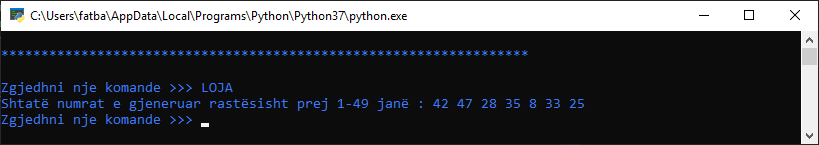 C:\Users\fatba\AppData\Local\Programs\Python\Python37\python.exe
******************************************************************
Zgjedhni nje komande >>> LOJA
Shtatë numrat e gjeneruar rastësisht prej 1-49 janë : 42 47 28 35 8 33 25
Zgjedhni nje komande >>>